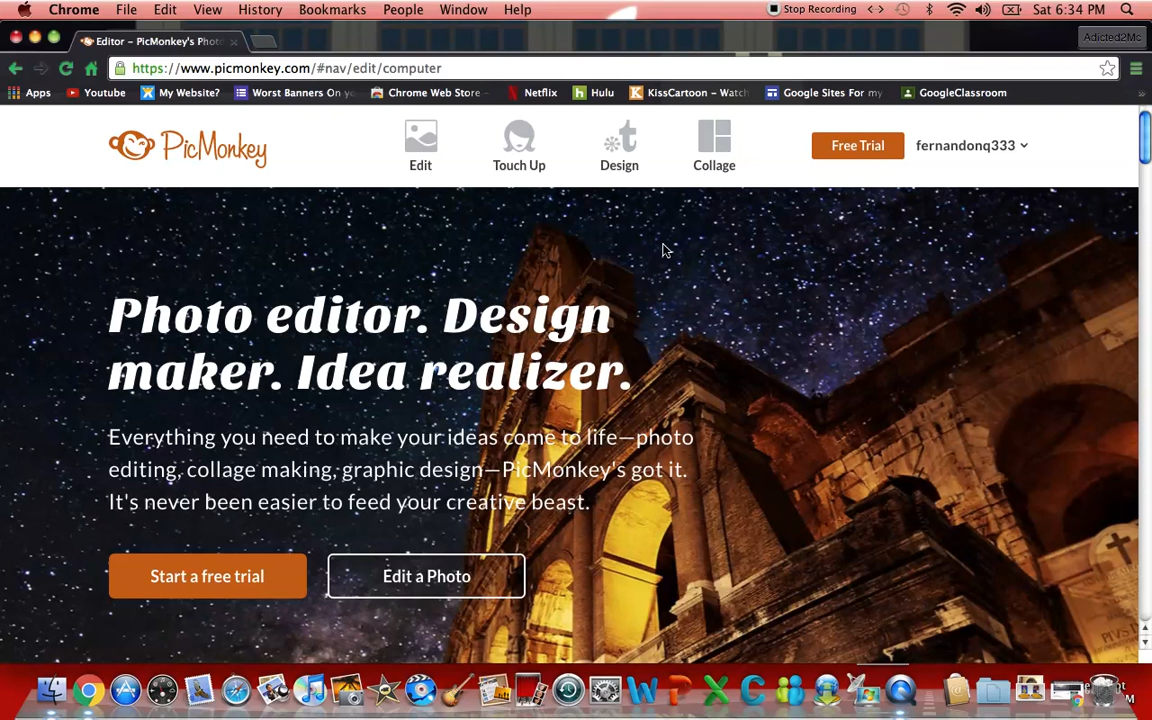 Chrome File Edit View History Bookmarks People Window Help Stop Recording Sat 6:34 PM
Editor – PicMonkey's Phot Adicted2Mc
https://www.picmonkey.com/#nav/edit/computer
Apps Youtube My Website? Worst Banners On yo Chrome Web Store Netflix Hulu KissCartoon – Watch Google Sites For my GoogleClassroom
PicMonkey Edit Touch Up Design Collage Free Trial fernandonq333
Photo editor. Design
maker. Idea realizer.
Everything you need to make your ideas come to life—photo
editing, collage making, graphic design—PicMonkey's got it.
It's never been easier to feed your creative beast.
Start a free trial Edit a Photo